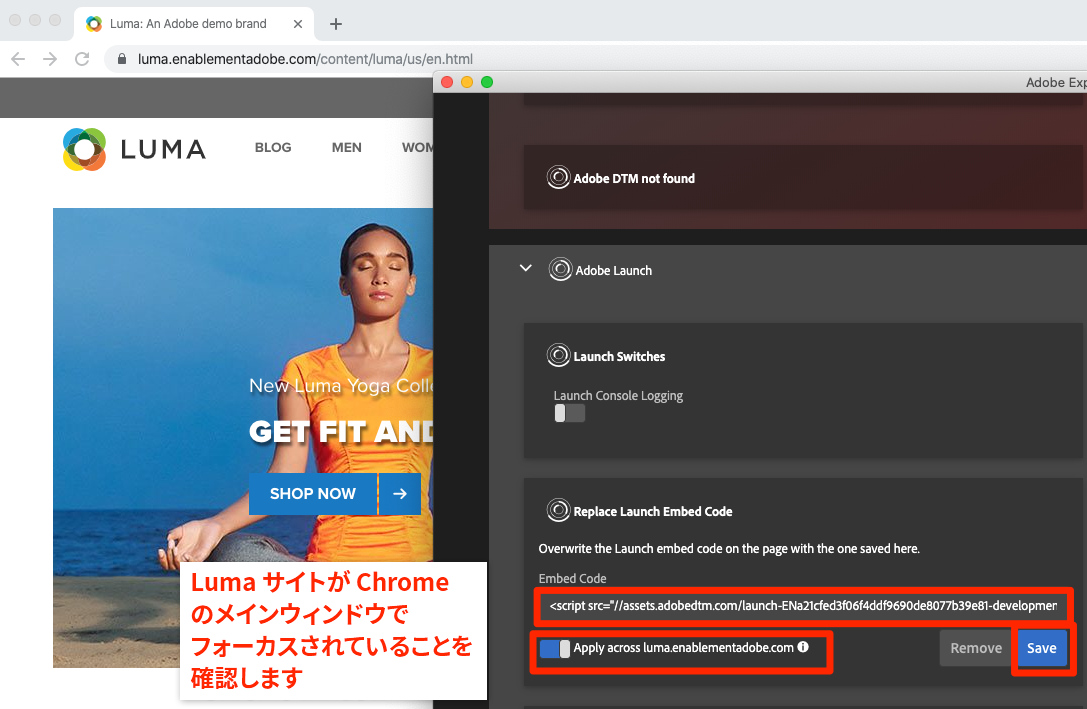 Luma: An Adobe demo brand
luma.enablementadobe.com/content/luma/us/en.html
Adobe Exp
LUMA
BLOG MEN WOM
Adobe DTM not found
Adobe Launch
Launch Switches
Launch Console Logging
New Luma Yoga Colle
GET FIT AND
SHOP NOW
Replace Launch Embed Code
Overwrite the Launch embed code on the page with the one saved here.
Embed Code
<script src="//assets.adobedtm.com/launch-ENa21cfed3f06f4ddf9690de8077b39e81-developmen
Apply across luma.enablementadobe.com
Remove Save
Luma サイトが Chrome
のメインウィンドウで
フォーカスされていることを
確認します